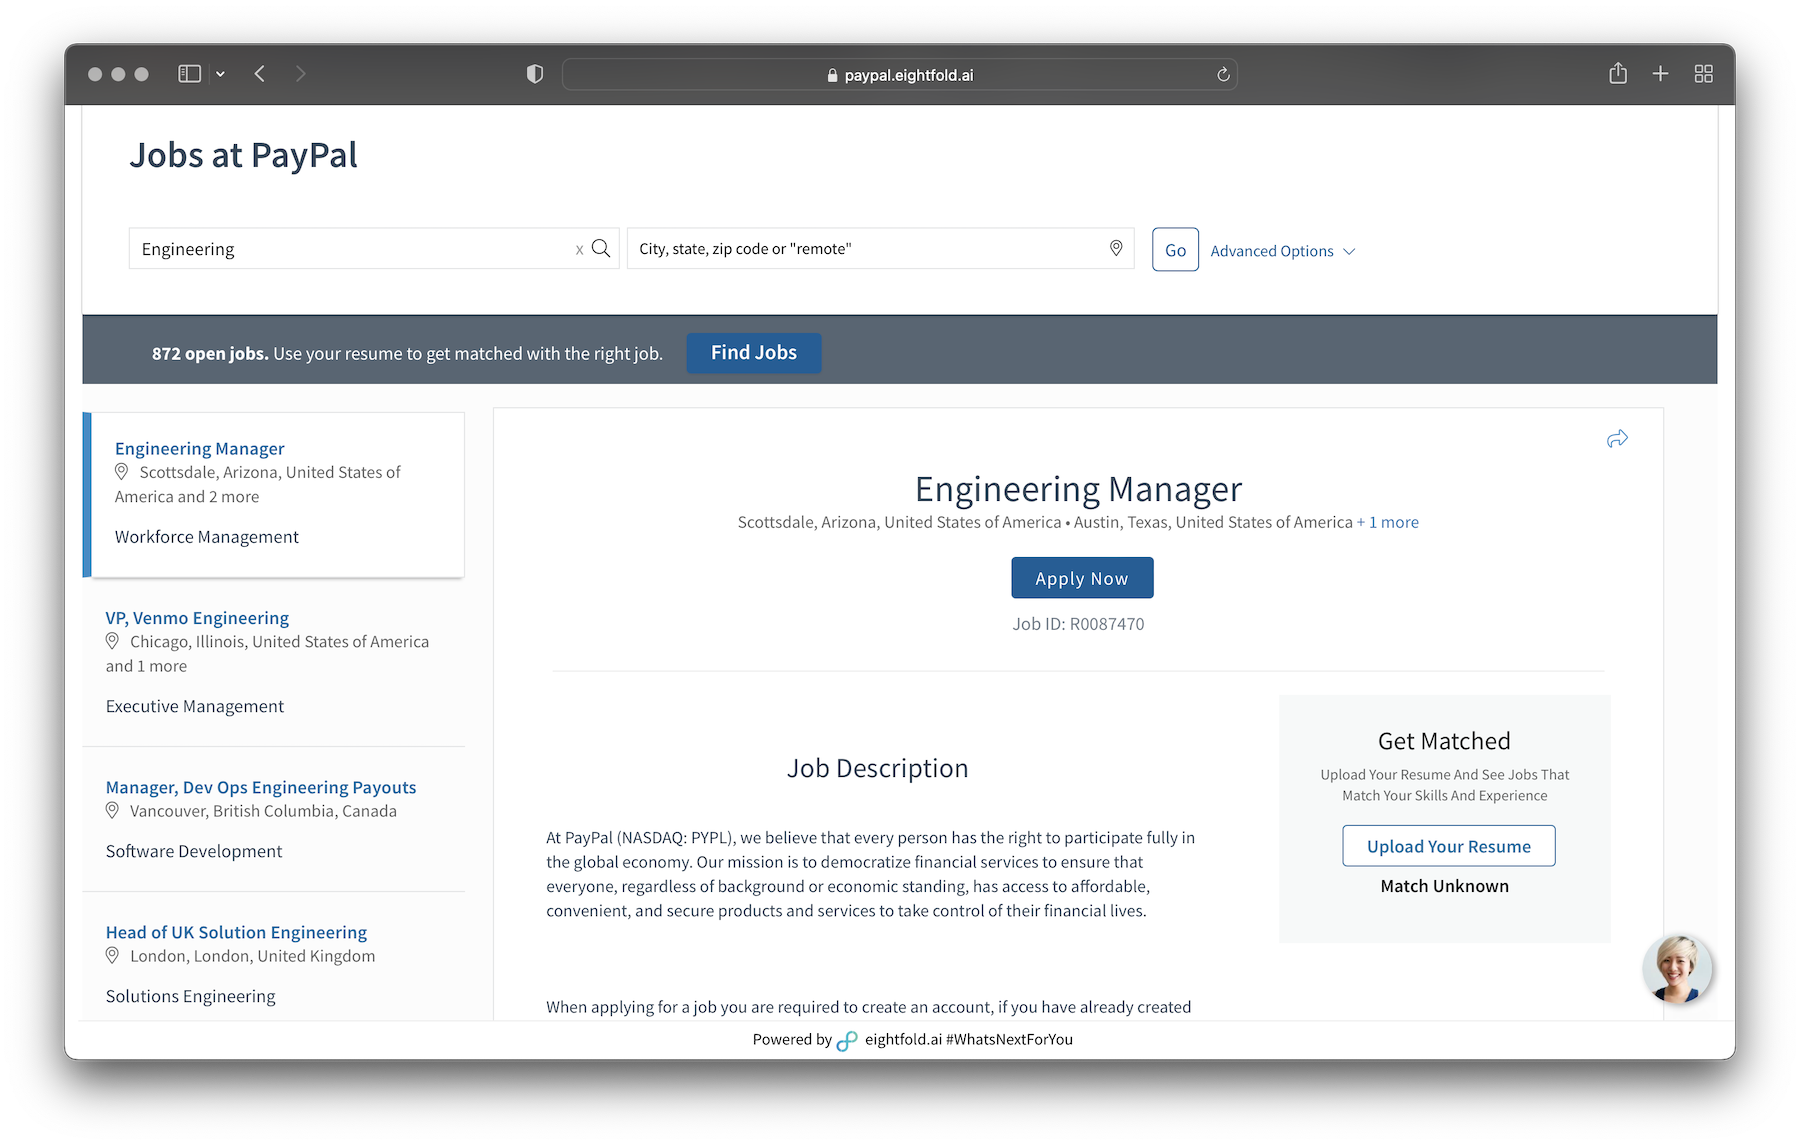 paypal.eightfold.ai
Jobs at PayPal
Engineering x
City, state, zip code or "remote"
Go
Advanced Options
872 open jobs. Use your resume to get matched with the right job.
Find Jobs
Engineering Manager
Scottsdale, Arizona, United States of
America and 2 more
Workforce Management
VP, Venmo Engineering
Chicago, Illinois, United States of America
and 1 more
Executive Management
Manager, Dev Ops Engineering Payouts
Vancouver, British Columbia, Canada
Software Development
Head of UK Solution Engineering
London, London, United Kingdom
Solutions Engineering
Engineering Manager
Scottsdale, Arizona, United States of America • Austin, Texas, United States of America + 1 more
Apply Now
Job ID: R0087470
Job Description
At PayPal (NASDAQ: PYPL), we believe that every person has the right to participate fully in
the global economy. Our mission is to democratize financial services to ensure that
everyone, regardless of background or economic standing, has access to affordable,
convenient, and secure products and services to take control of their financial lives.
When applying for a job you are required to create an account, if you have already created
Get Matched
Upload Your Resume And See Jobs That
Match Your Skills And Experience
Upload Your Resume
Match Unknown
Powered by eightfold.ai #WhatsNextForYou